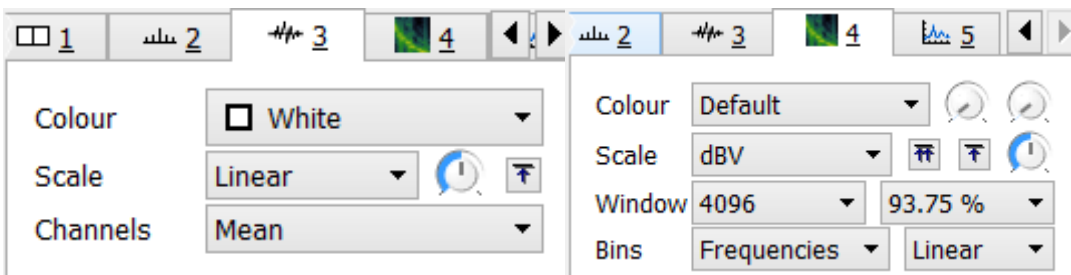 1 2 3 4
Colour White
Scale Linear
Channels Mean
2 3 4 5
Colour Default
Scale dBV
Window 4096 93.75 %
Bins Frequencies Linear